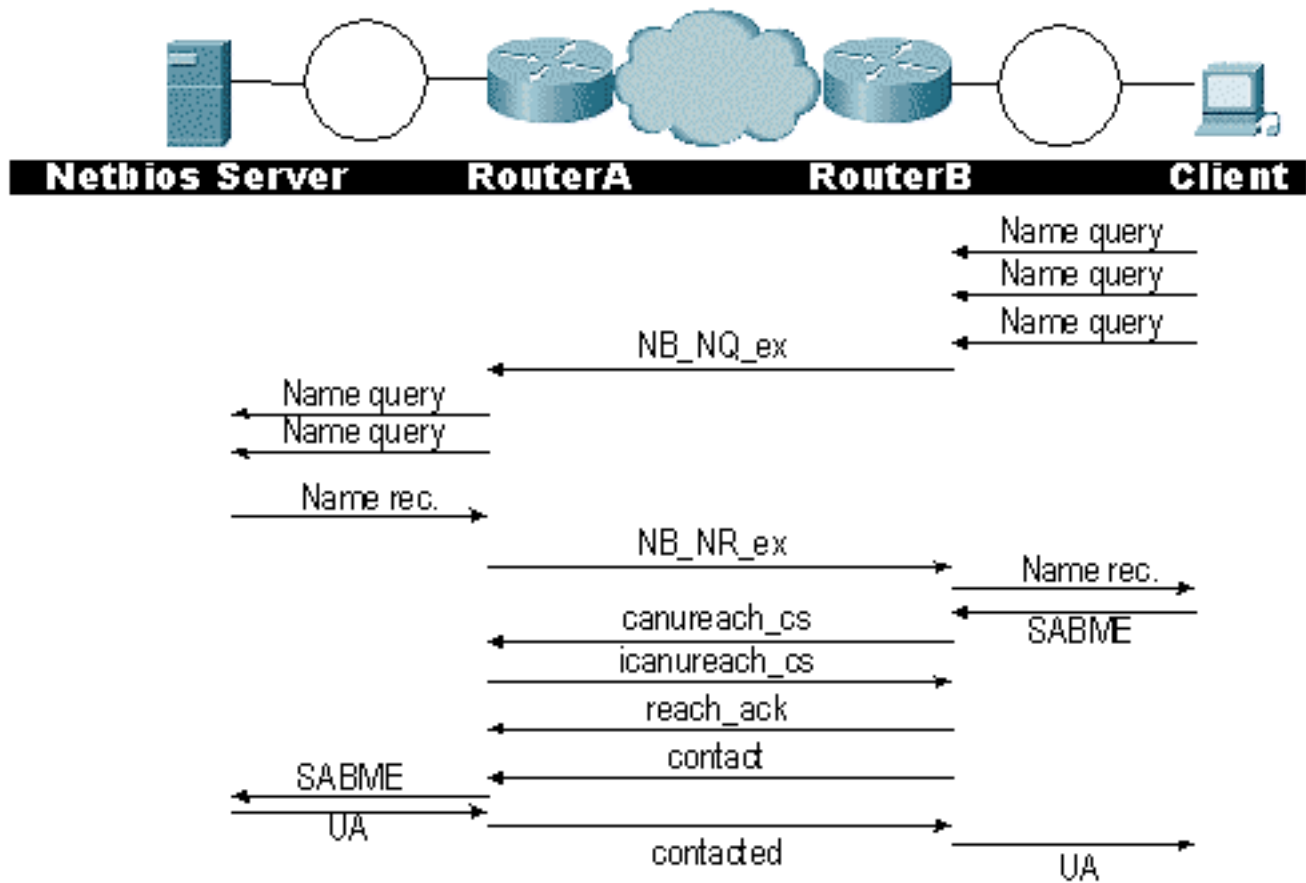 Netbios Server RouterA RouterB Client
Name query
Name query
Name query
NB_NQ_ex
Name query
Name query
Name rec.
NB_NR_ex
Name rec.
canureach_cs
SABME
icanureach_cs
reach_ack
contact
SABME
UA
contacted
UA